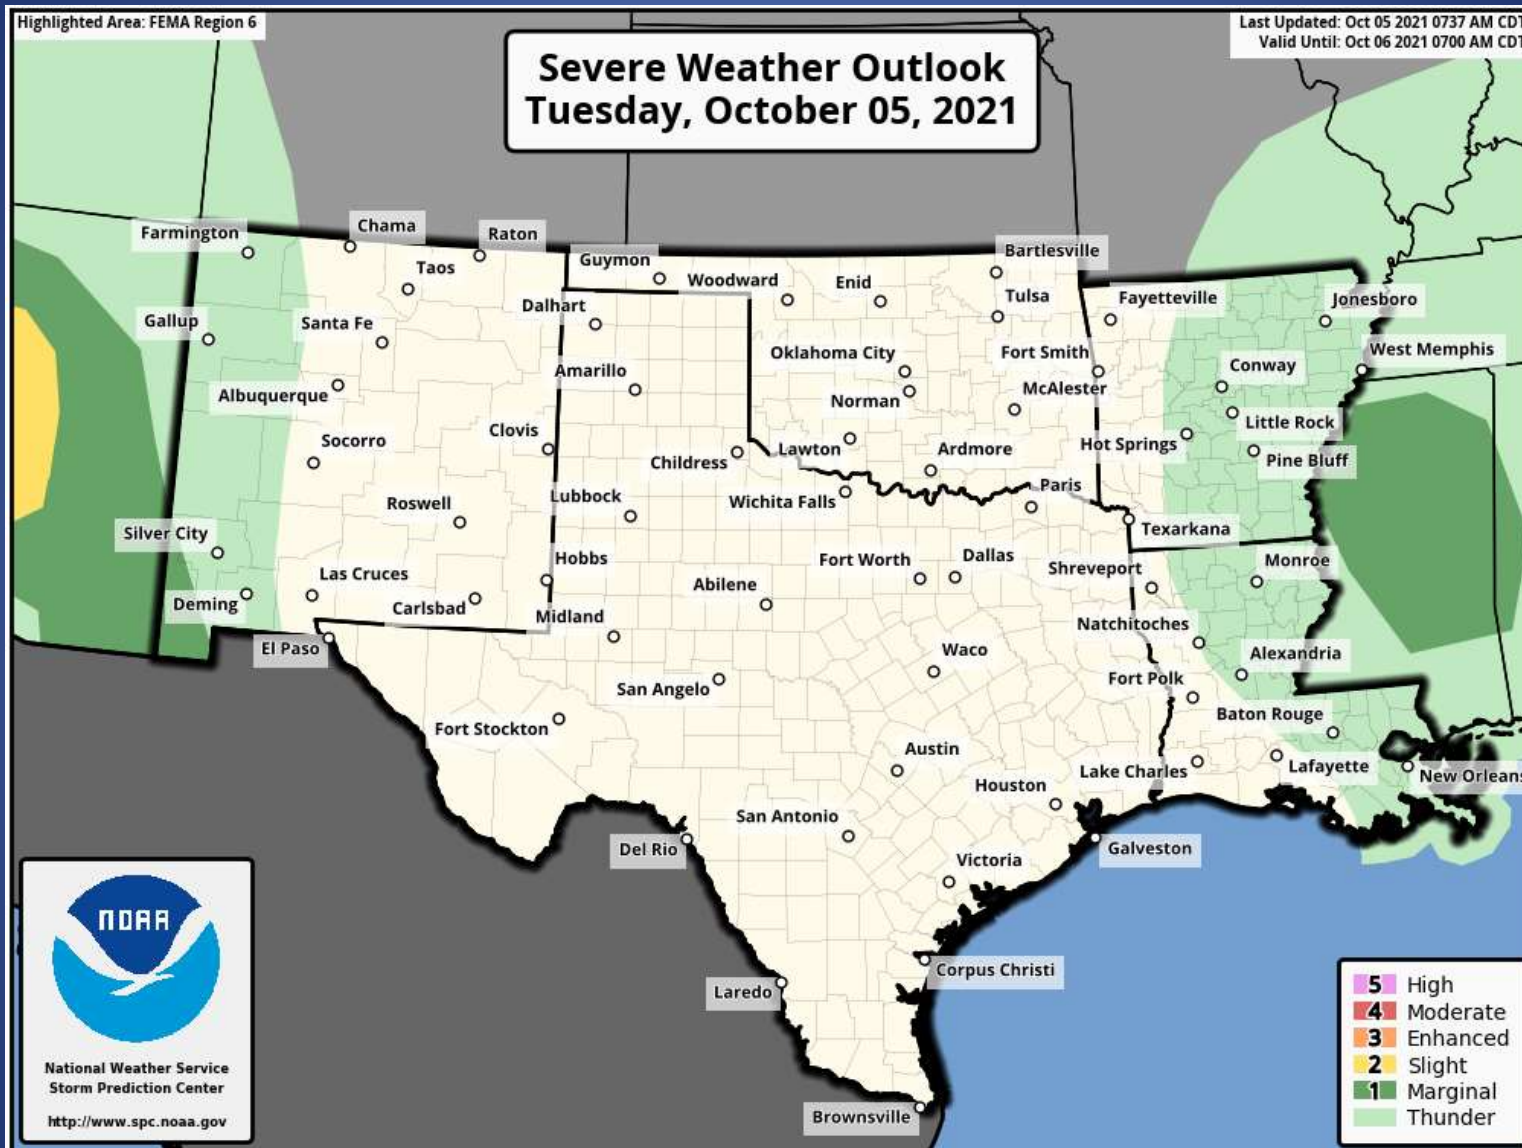 Highlighted Area: FEMA Region 6
Last Updated: Oct 05 2021 0737 AM CDT
Valid Until: Oct 06 2021 0700 AM CDT
Severe Weather Outlook
Tuesday, October 05, 2021
Farmington
Chama
Raton
Taos
Guymon
Woodward
Enid
Bartlesville
Tulsa
Fayetteville
Jonesboro
Gallup
Santa Fe
Dalhart
Oklahoma City
Fort Smith
West Memphis
Albuquerque
Amarillo
Norman
McAlester
Conway
Little Rock
Socorro
Clovis
Childress
Lawton
Ardmore
Hot Springs
Pine Bluff
Roswell
Lubbock
Wichita Falls
Paris
Texarkana
Silver City
Las Cruces
Hobbs
Abilene
Fort Worth
Dallas
Shreveport
Monroe
Deming
Carlsbad
Midland
Natchitoches
El Paso
San Angelo
Waco
Fort Polk
Alexandria
Fort Stockton
Austin
Baton Rouge
Houston
Lake Charles
Lafayette
New Orleans
San Antonio
Del Rio
Victoria
Galveston
Laredo
Corpus Christi
Brownsville
NOAA
National Weather Service
Storm Prediction Center
http://www.spc.noaa.gov
5 High
4 Moderate
3 Enhanced
2 Slight
1 Marginal
Thunder